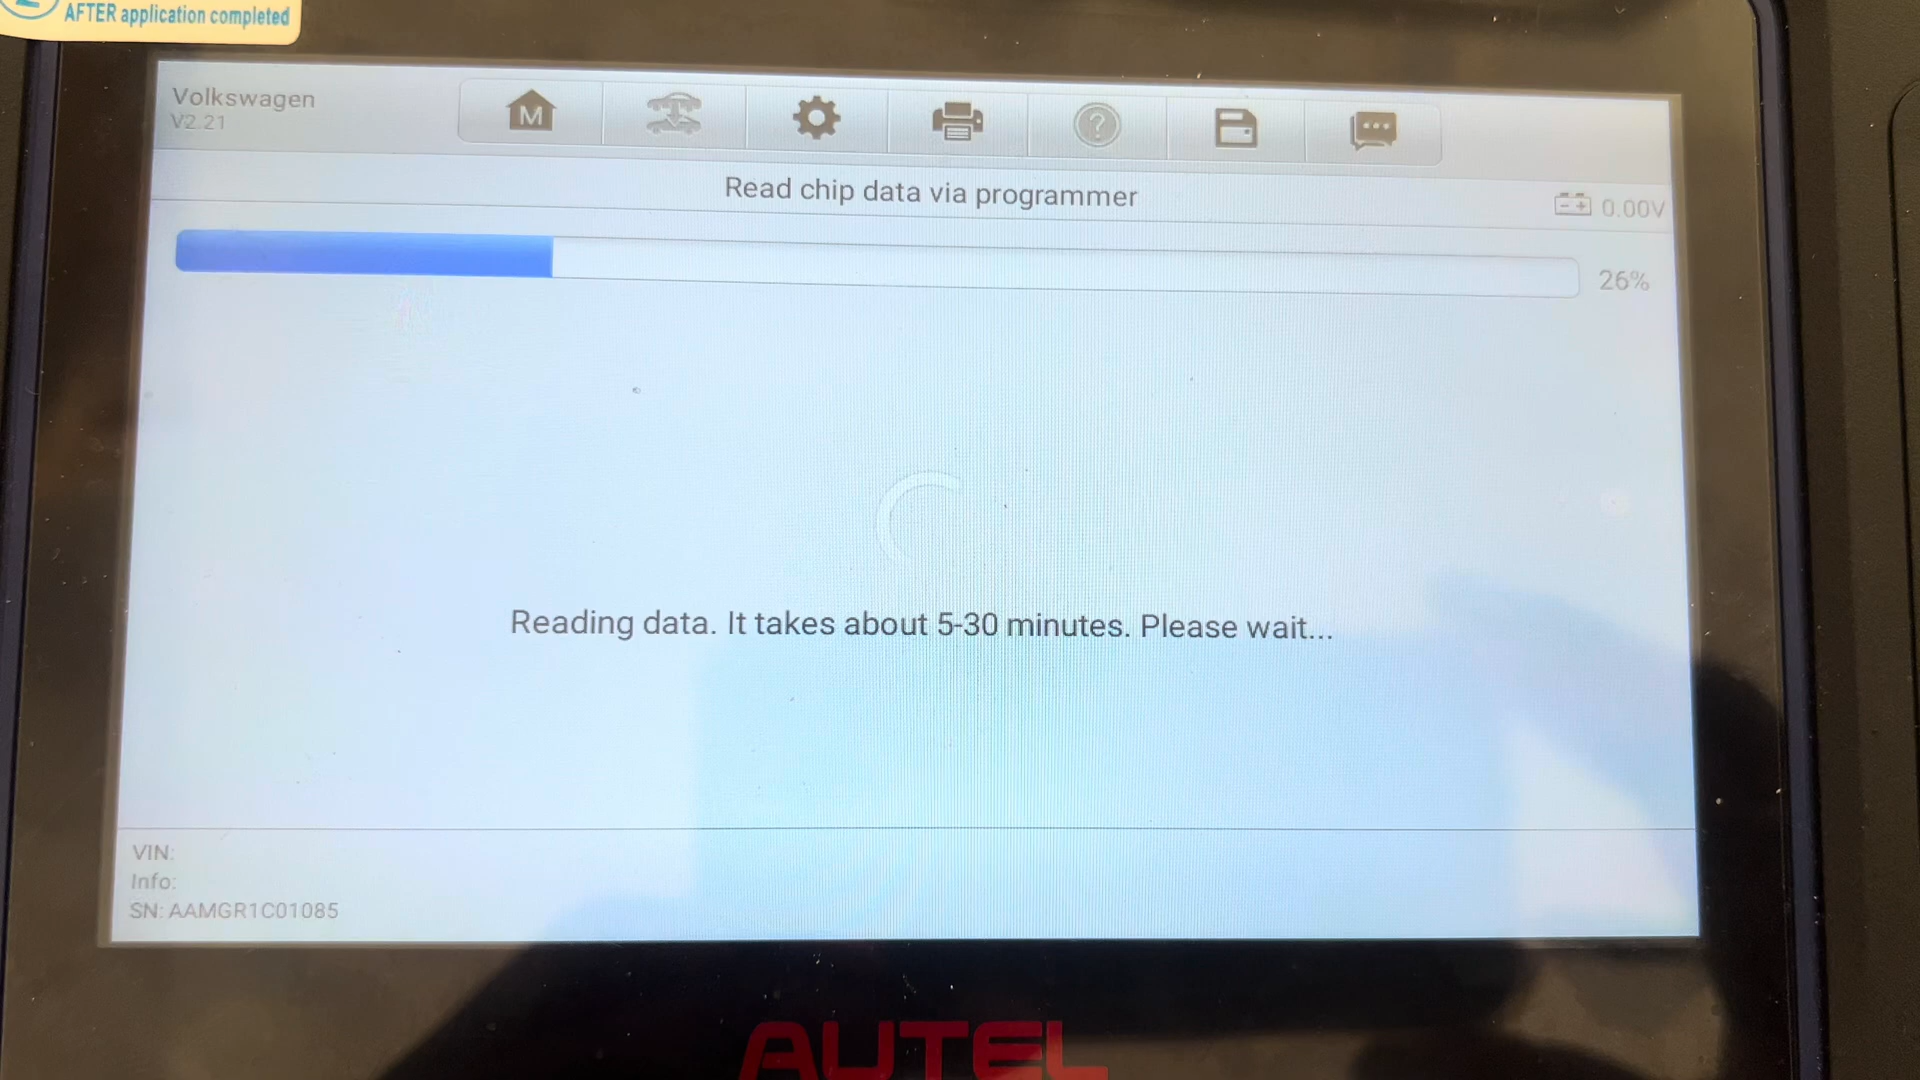 AFTER application completed
Volkswagen
V2.21
M
Read chip data via programmer
0.00V
26%
Reading data. It takes about 5-30 minutes. Please wait...
VIN:
Info:
SN: AAMGR1C01085
AUTEL